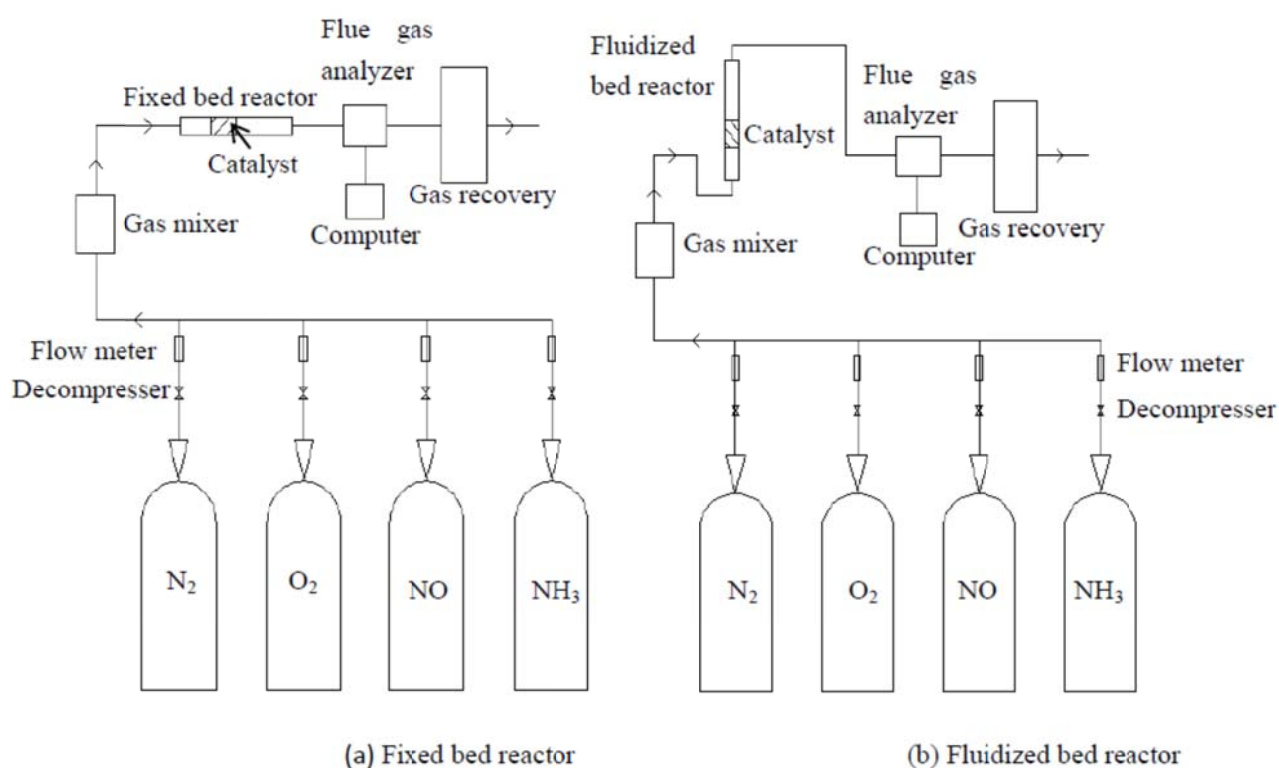 Flue gas
analyzer
Fixed bed reactor
Catalyst
Gas recovery
Gas mixer
Computer
Flow meter
Decompresser
N2
O2
NO
NH3
(a) Fixed bed reactor
Fluidized
bed reactor
Flue gas
analyzer
Catalyst
Gas mixer
Gas recovery
Computer
Flow meter
Decompresser
N2
O2
NO
NH3
(b) Fluidized bed reactor